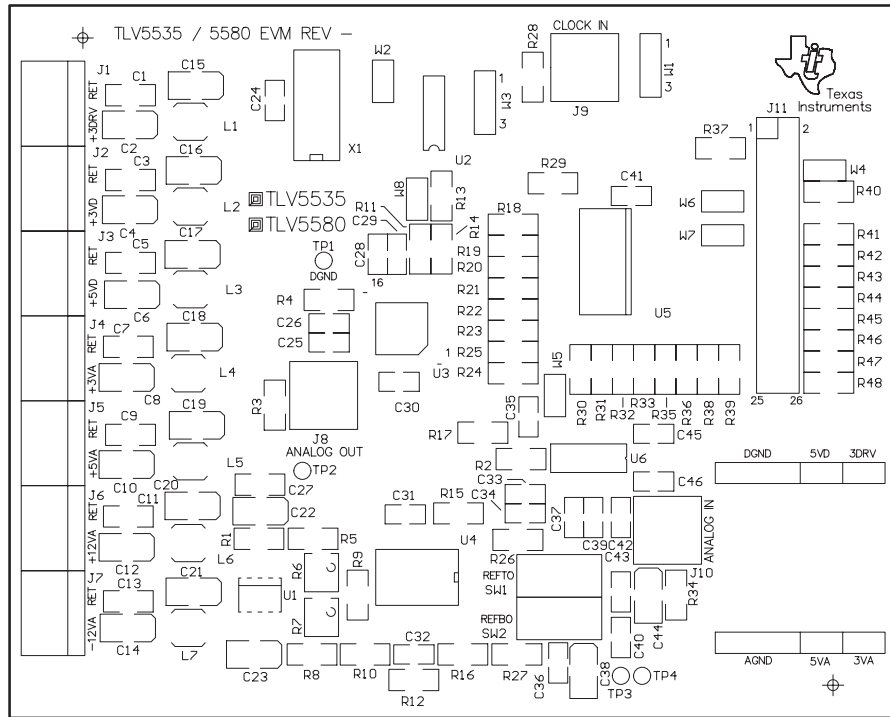 TLV5535 / 5580 EVM REV -
CLOCK IN
R28
W2
1
W1
3
1
W3
3
J9
Texas
Instruments
J1
RET
C1
C15
C24
X1
+3DRV
C2
L1
J11
1
2
R37
J2
RET
C3
C16
U2
R29
C41
W4
R40
W8
R13
+3VD
C4
L2
TLV5535
TLV5580
R11
C29
R14
R18
W6
W7
J3
RET
C5
C17
TP1
DGND
C28
16
R19
R20
R21
R22
R23
R25
R24
R41
R42
R43
R44
R45
R46
R47
R48
+5VD
C6
L3
R4
C26
C25
U5
J4
RET
C7
C18
-
1
U3
C30
+3VA
C8
L4
R3
J8
ANALOG OUT
W5
C35
R30
R31
R32
R33
R35
R36
R38
R39
25
26
J5
RET
C9
C19
R17
C45
+5VA
C10
L5
TP2
R2
U6
C46
DGND
5VD
3DRV
C20
C27
C33
C34
J6
RET
C11
C22
C31
R15
C37
C39
C42
ANALOG IN
+12VA
C12
L6
R1
R5
U4
R26
C43
J10
J7
RET
C13
C21
U1
R6
R9
REFTO
SW1
R34
-12VA
C14
L7
R7
REFBO
SW2
C40
C44
C23
R8
R10
C32
R12
R16
R27
C36
C38
TP3
TP4
AGND
5VA
3VA